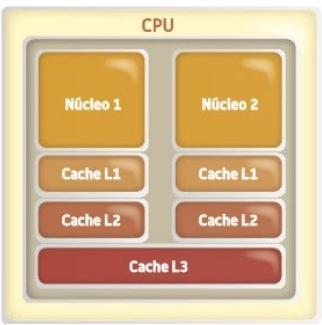 CPU
Núcleo 1 Núcleo 2
Cache L1 Cache L1
Cache L2 Cache L2
Cache L3